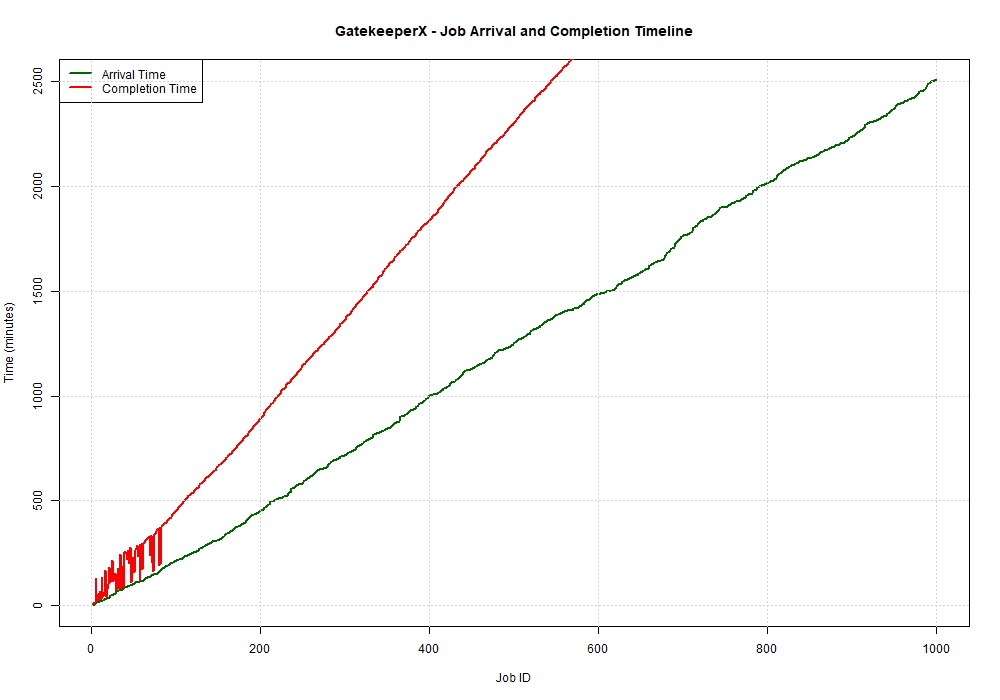 GatekeeperX - Job Arrival and Completion Timeline
Arrival Time
Completion Time
Time (minutes)
2500
2000
1500
1000
500
0
0 200 400 600 800 1000
Job ID